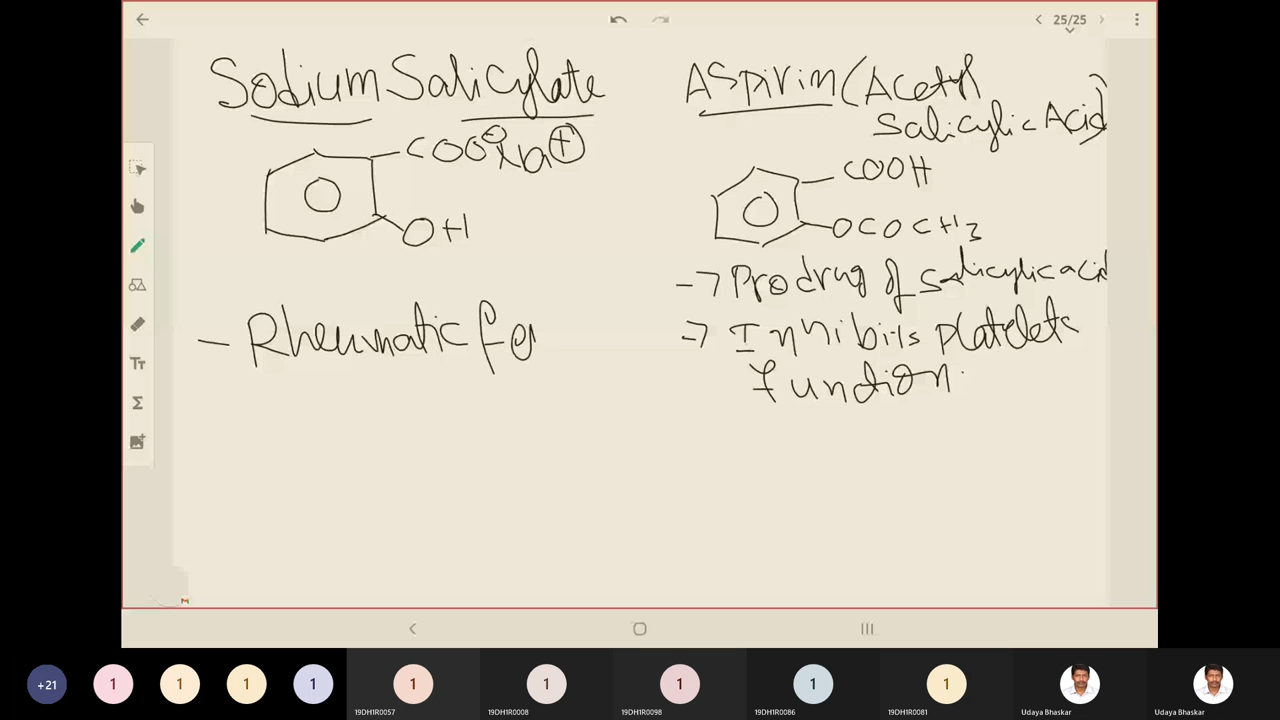 25/25
Sodium Salicylate
COO⊖Na⊕
OH
- Rheumatic fe
Aspirin (Acetyl
Salicylic Acid)
COOH
OCOCH3
→ Prodrug of salicylic acid
→ Inhibits platelets
function.
Tт
Σ
+21
1
1
1
1
1
1
1
1
1
19DH1R0057
19DH1R0008
19DH1R0098
19DH1R0086
19DH1R0081
Udaya Bhaskar
Udaya Bhaskar